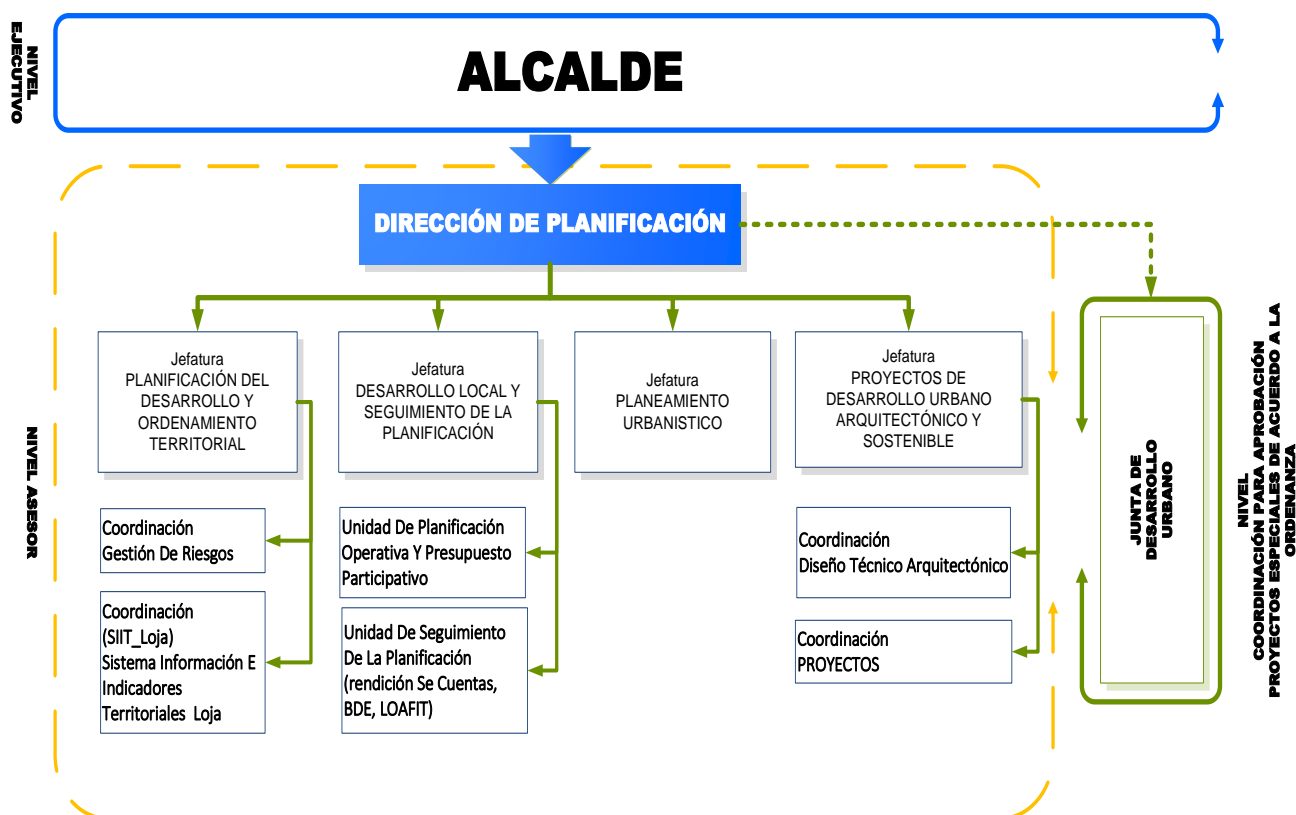 NIVEL
EJECUTIVO
ALCALDE
DIRECCIÓN DE PLANIFICACIÓN
NIVEL ASESOR
Jefatura
PLANIFICACIÓN DEL
DESARROLLO Y
ORDENAMIENTO
TERRITORIAL
Jefatura
DESARROLLO LOCAL Y
SEGUIMIENTO DE LA
PLANIFICACIÓN
Jefatura
PLANEAMIENTO
URBANISTICO
Jefatura
PROYECTOS DE
DESARROLLO URBANO
ARQUITECTÓNICO Y
SOSTENIBLE
Coordinación
Gestión De Riesgos
Coordinación
(SIIT_Loja)
Sistema Información E
Indicadores
Territoriales Loja
Unidad De Planificación
Operativa Y Presupuesto
Participativo
Unidad De Seguimiento
De La Planificación
(rendición Se Cuentas,
BDE, LOAFIT)
Coordinación
Diseño Técnico Arquitectónico
Coordinación
PROYECTOS
JUNTA DE
DESARROLLO
URBANO
NIVEL
COORDINACIÓN PARA APROBACIÓN
PROYECTOS ESPECIALES DE ACUERDO A LA
ORDENANZA